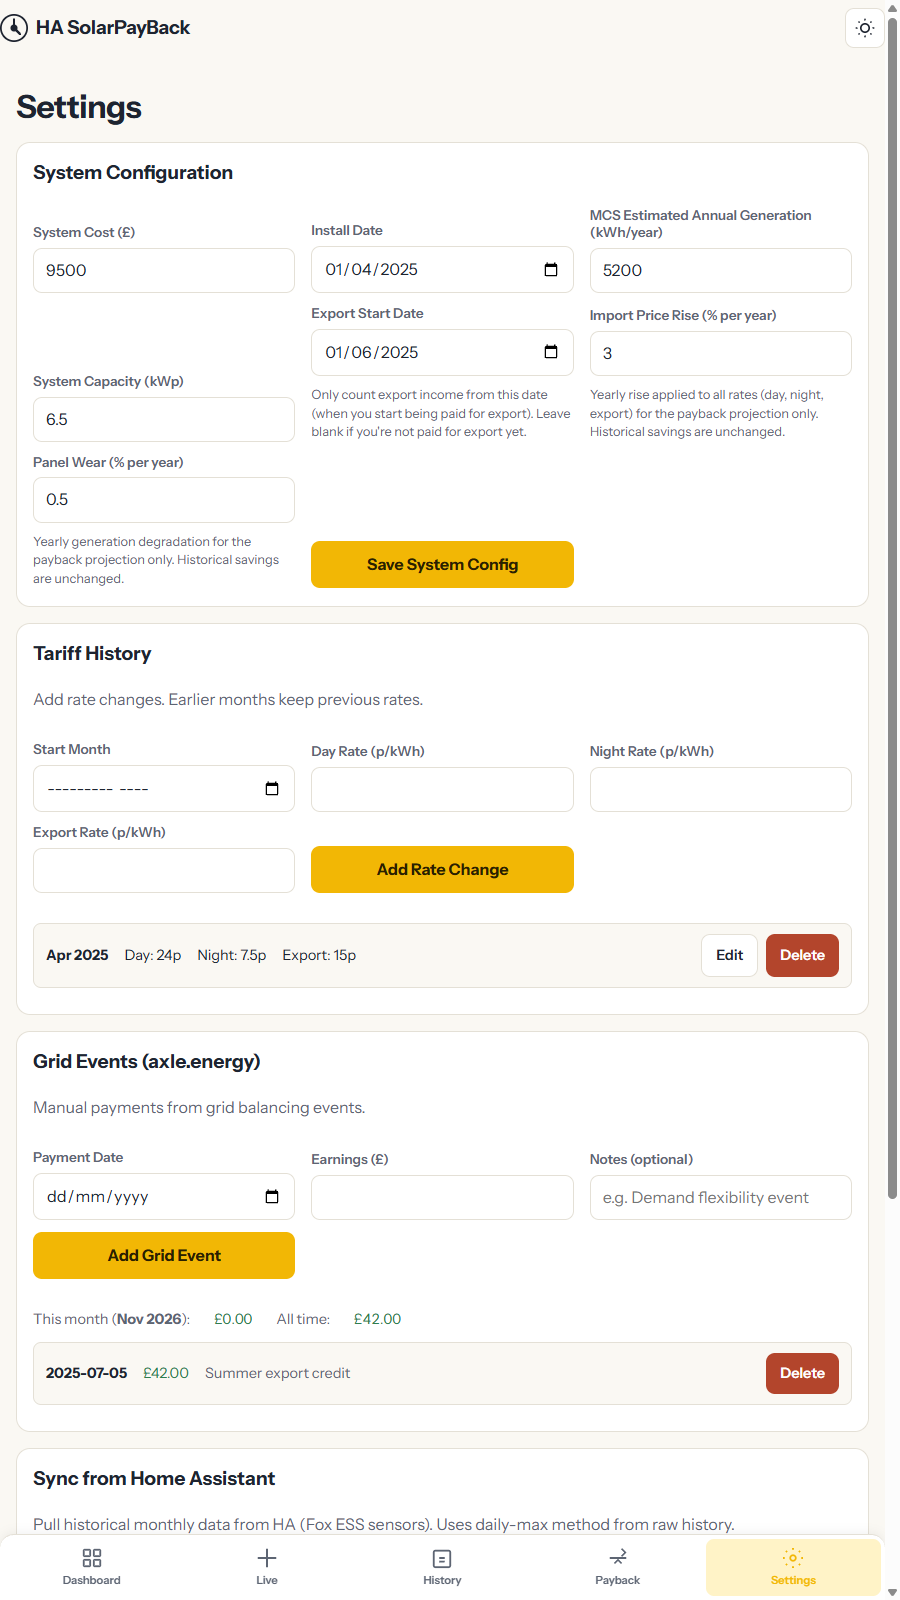 HA SolarPayBack
Settings
System Configuration
System Cost (£)
9500
Install Date
01/04/2025
MCS Estimated Annual Generation
(kWh/year)
5200
System Capacity (kWp)
6.5
Export Start Date
01/06/2025
Only count export income from this date
(when you start being paid for export). Leave
blank if you're not paid for export yet.
Import Price Rise (% per year)
3
Yearly rise applied to all rates (day, night,
export) for the payback projection only.
Historical savings are unchanged.
Panel Wear (% per year)
0.5
Yearly generation degradation for the
payback projection only. Historical savings
are unchanged.
Save System Config
Tariff History
Add rate changes. Earlier months keep previous rates.
Start Month
--------- ----
Day Rate (p/kWh)
Night Rate (p/kWh)
Export Rate (p/kWh)
Add Rate Change
Apr 2025 Day: 24p Night: 7.5p Export: 15p Edit Delete
Grid Events (axle.energy)
Manual payments from grid balancing events.
Payment Date
dd/mm/yyyy
Earnings (£)
Notes (optional)
e.g. Demand flexibility event
Add Grid Event
This month (Nov 2026): £0.00 All time: £42.00
2025-07-05 £42.00 Summer export credit Delete
Sync from Home Assistant
Pull historical monthly data from HA (Fox ESS sensors). Uses daily-max method from raw history.
Dashboard Live History Payback Settings